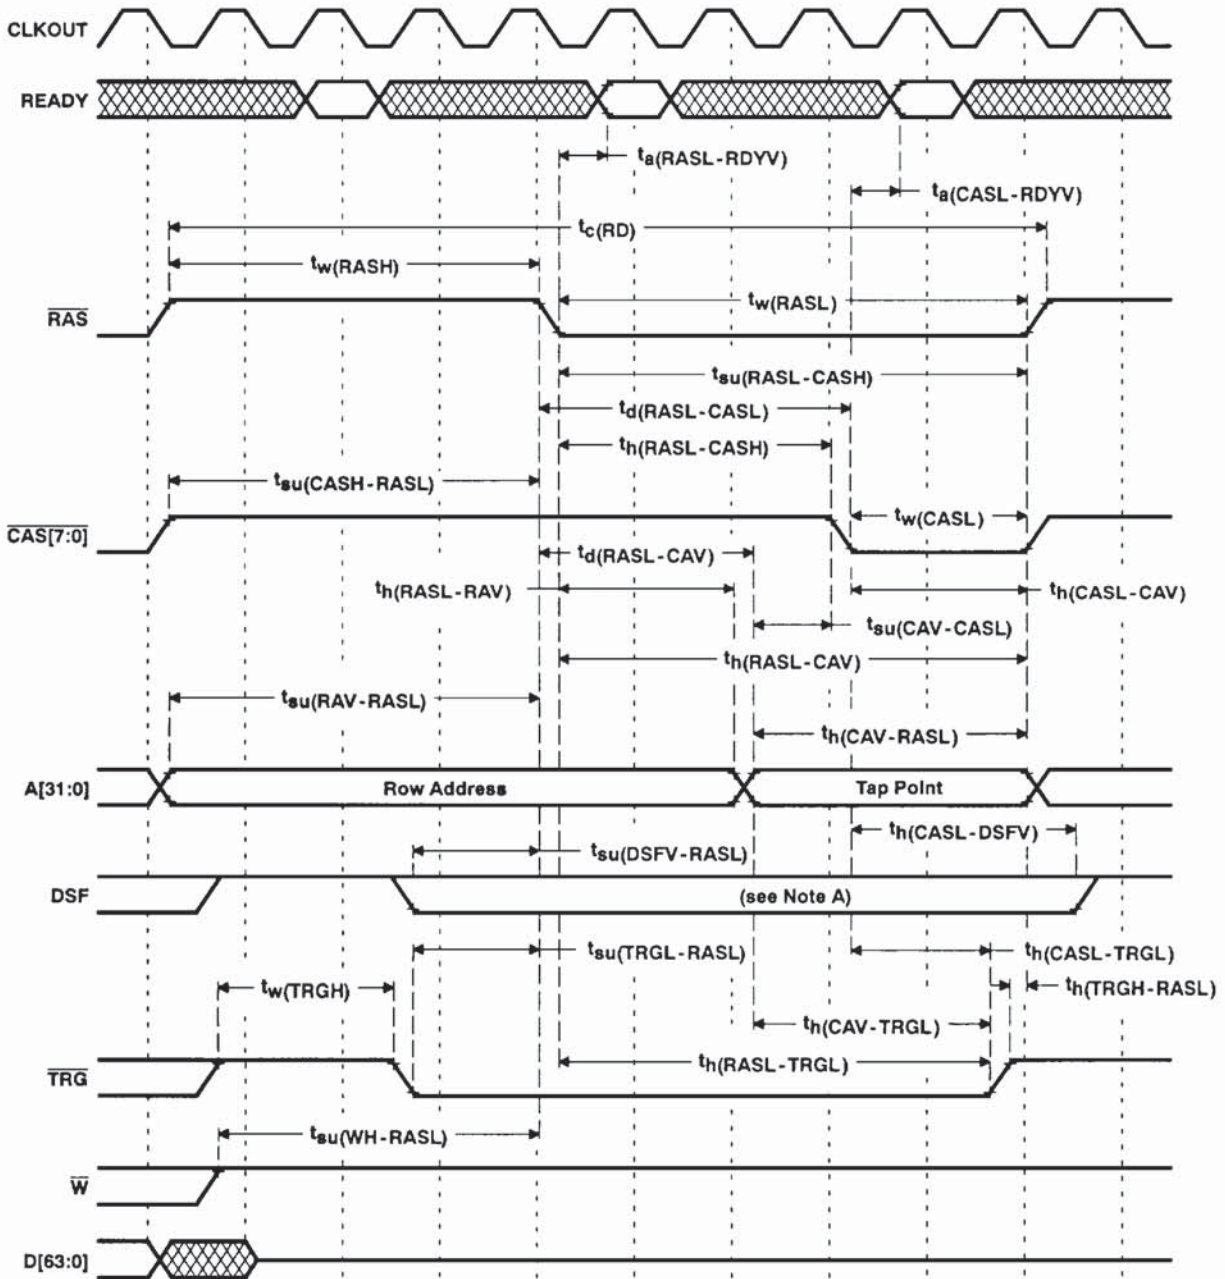 CLKOUT
READY
ta(RASL-RDYV)
ta(CASL-RDYV)
tc(RD)
tw(RASH)
tw(RASL)
RAS
tsu(RASL-CASH)
td(RASL-CASL)
th(RASL-CASH)
tsu(CASH-RASL)
tw(CASL)
CAS[7:0]
td(RASL-CAV)
th(RASL-RAV)
th(CASL-CAV)
tsu(CAV-CASL)
th(RASL-CAV)
tsu(RAV-RASL)
th(CAV-RASL)
A[31:0]
Row Address
Tap Point
th(CASL-DSFV)
tsu(DSFV-RASL)
DSF
(see Note A)
tsu(TRGL-RASL)
th(CASL-TRGL)
tw(TRGH)
th(TRGH-RASL)
th(CAV-TRGL)
th(RASL-TRGL)
TRG
tsu(WH-RASL)
W
D[63:0]